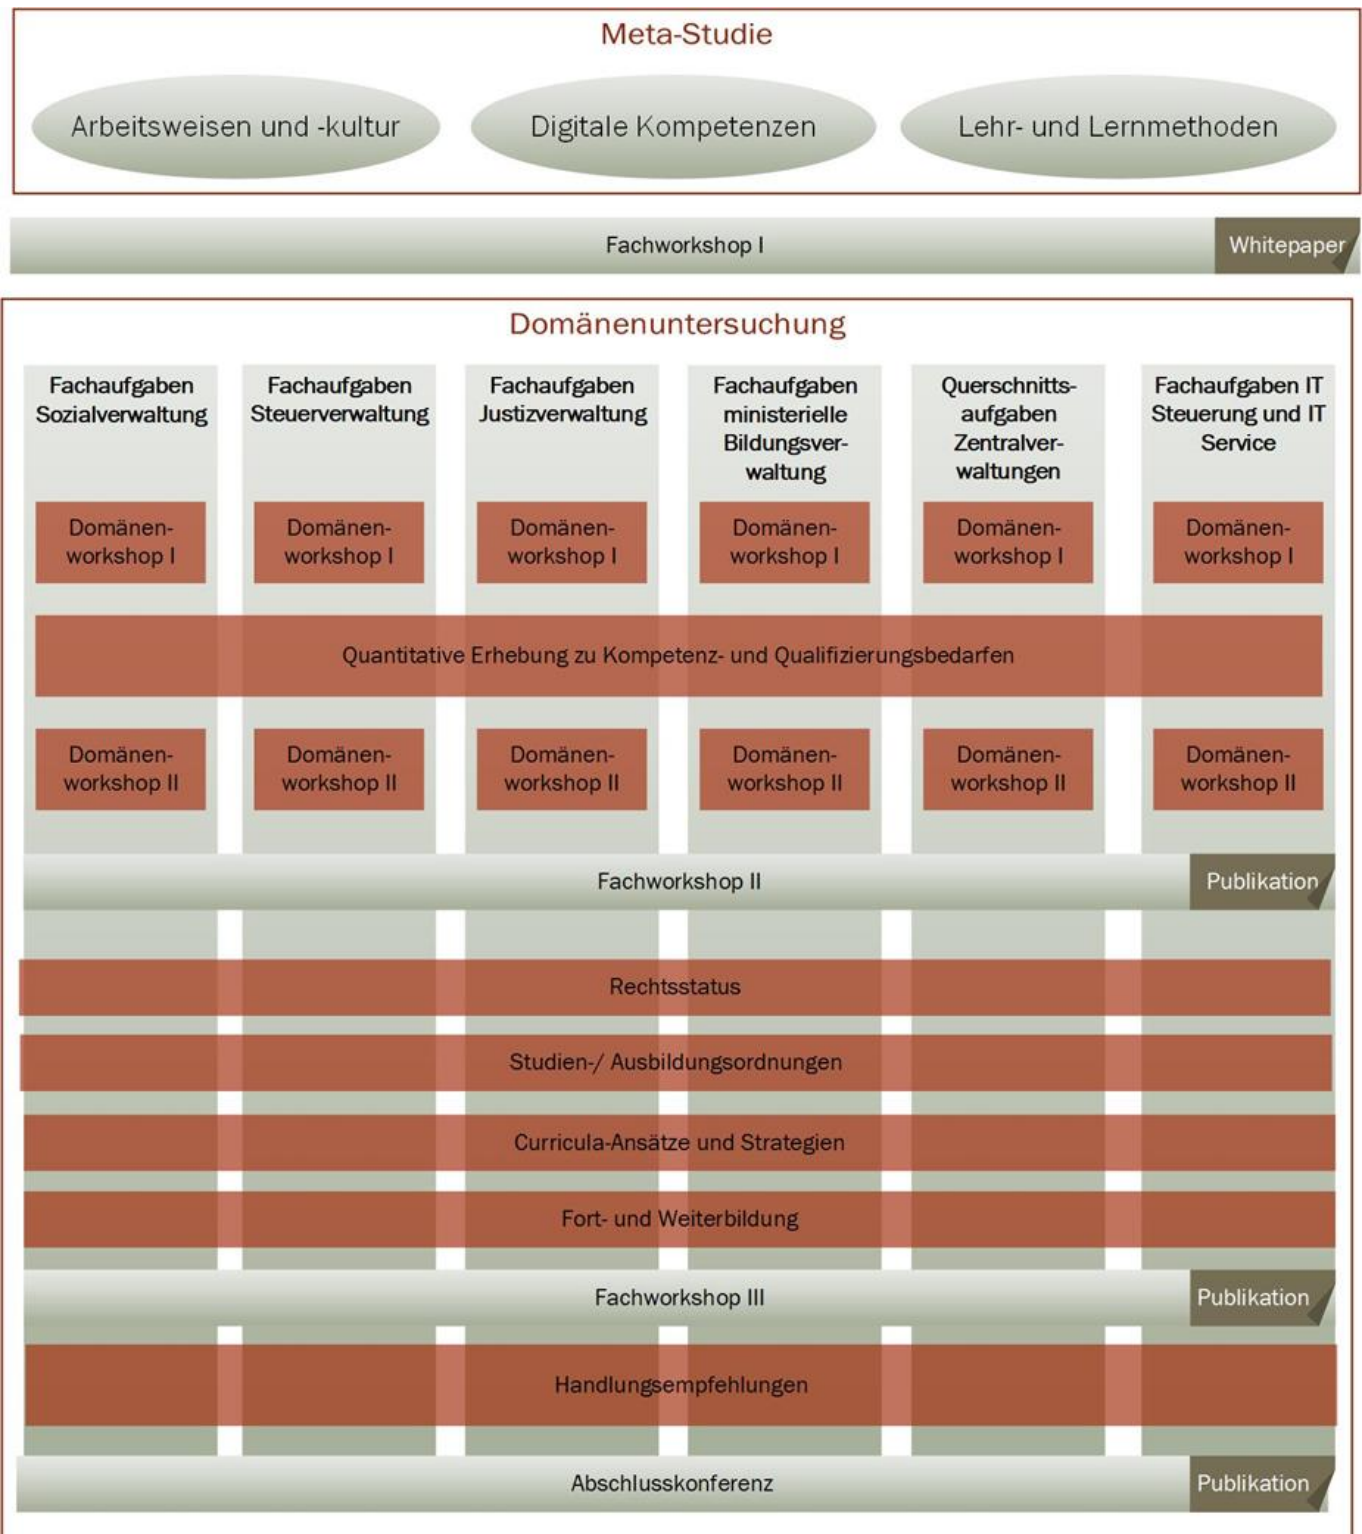 Meta-Studie
Arbeitsweisen und -kultur
Digitale Kompetenzen
Lehr- und Lernmethoden
Fachworkshop I
Whitepaper
Domänenuntersuchung
Fachaufgaben
Sozialverwaltung
Fachaufgaben
Steuerverwaltung
Fachaufgaben
Justizverwaltung
Fachaufgaben
ministerielle
Bildungsver-
waltung
Querschnitts-
aufgaben
Zentralver-
waltungen
Fachaufgaben IT
Steuerung und IT
Service
Domänen-
workshop I
Domänen-
workshop I
Domänen-
workshop I
Domänen-
workshop I
Domänen-
workshop I
Domänen-
workshop I
Quantitative Erhebung zu Kompetenz- und Qualifizierungsbedarfen
Domänen-
workshop II
Domänen-
workshop II
Domänen-
workshop II
Domänen-
workshop II
Domänen-
workshop II
Domänen-
workshop II
Fachworkshop II
Publikation
Rechtsstatus
Studien-/ Ausbildungsordnungen
Curricula-Ansätze und Strategien
Fort- und Weiterbildung
Fachworkshop III
Publikation
Handlungsempfehlungen
Abschlusskonferenz
Publikation